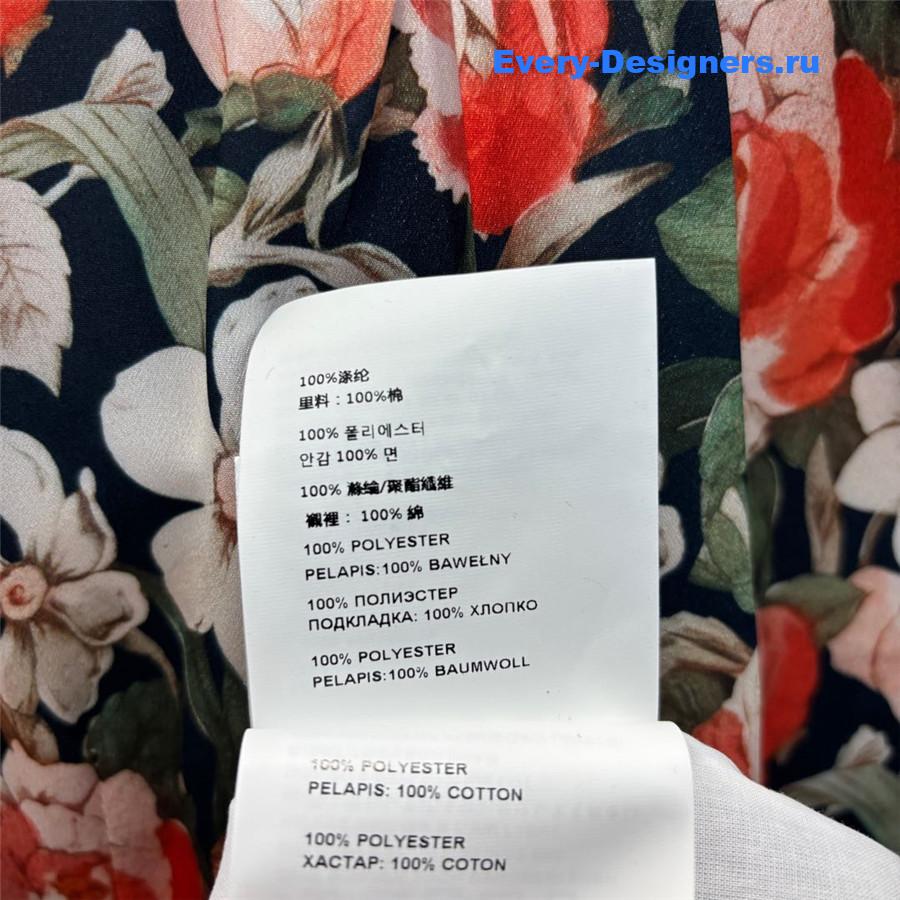 Every-Designers.ru
100%涤纶
里料：100%棉
100% 폴리에스터
안감 100% 면
100% 滌綸/聚酯纖維
襯裡： 100% 綿
100% POLYESTER
PELAPIS:100% BAWEŁNY
100% ПОЛИЭСТЕР
ПОДКЛАДКА: 100% ХЛОПКО
100% POLYESTER
PELAPIS:100% BAUMWOLL
100% POLYESTER
PELAPIS: 100% COTTON
100% POLYESTER
ХАСТАР: 100% COTON